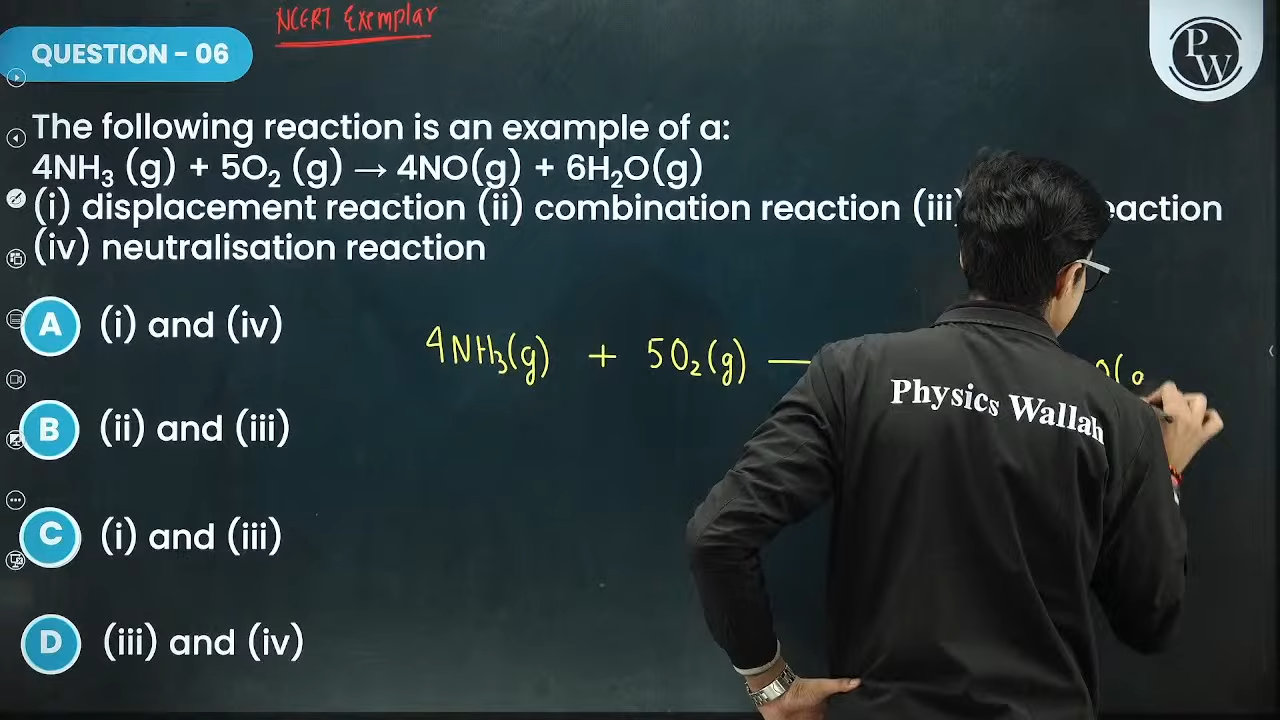 NCERT Exemplar
QUESTION - 06
PW
The following reaction is an example of a:
4NH₃ (g) + 5O₂ (g) → 4NO(g) + 6H₂O(g)
(i) displacement reaction (ii) combination reaction (iii) eaction
(iv) neutralisation reaction
A (i) and (iv)
B (ii) and (iii)
C (i) and (iii)
D (iii) and (iv)
4NH₃(g) + 5O₂(g) —
Physics Wallah